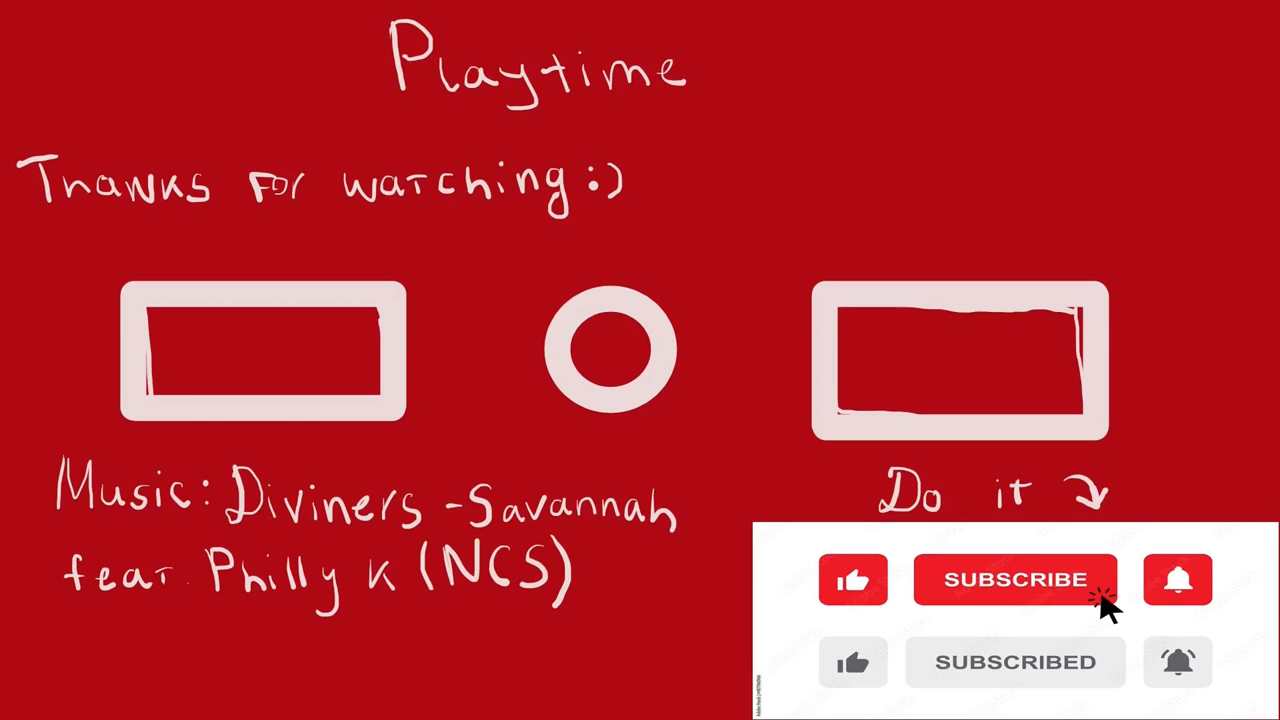 Playtime
Thanks for watching :)
Music: Diviners - Savannah
feat. Philly K (NCS)
Do it
SUBSCRIBE
SUBSCRIBED